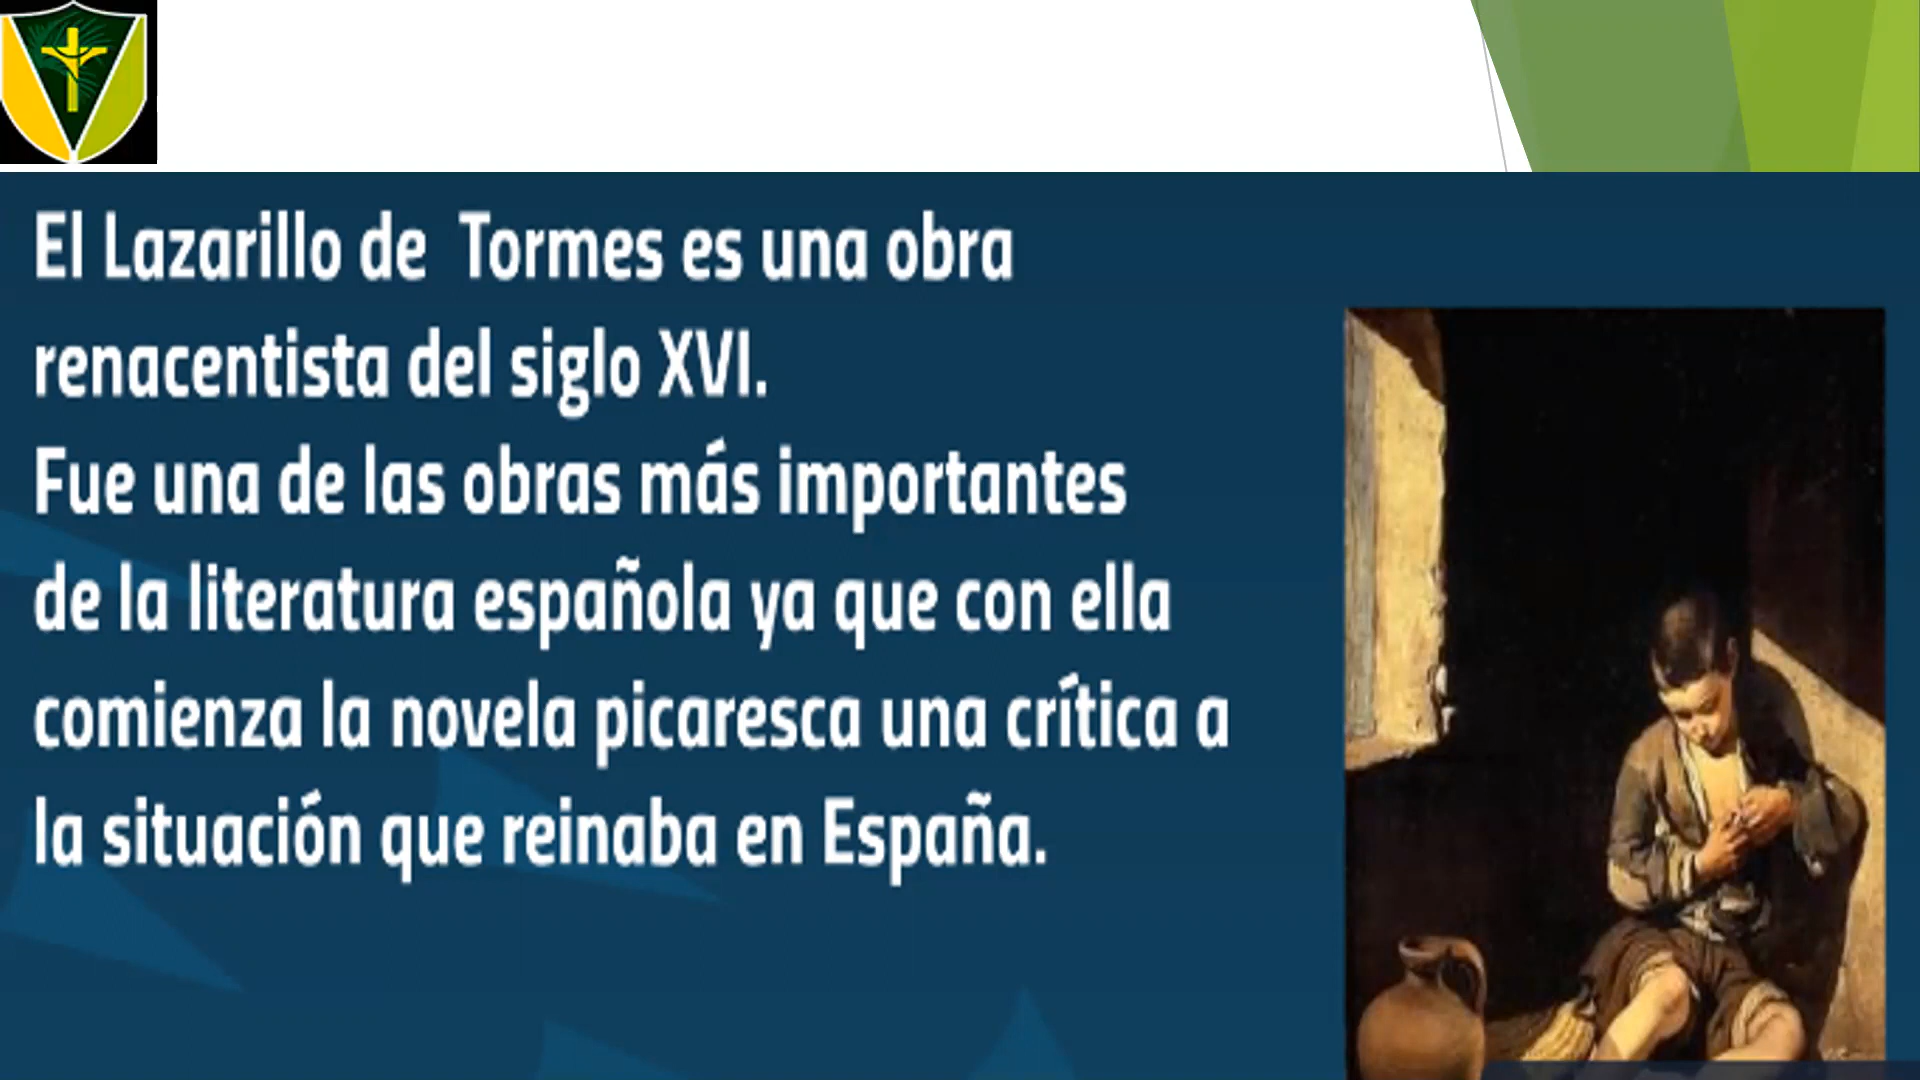 El Lazarillo de Tormes es una obra
renacentista del siglo XVI.
Fue una de las obras más importantes
de la literatura española ya que con ella
comienza la novela picaresca una crítica a
la situación que reinaba en España.